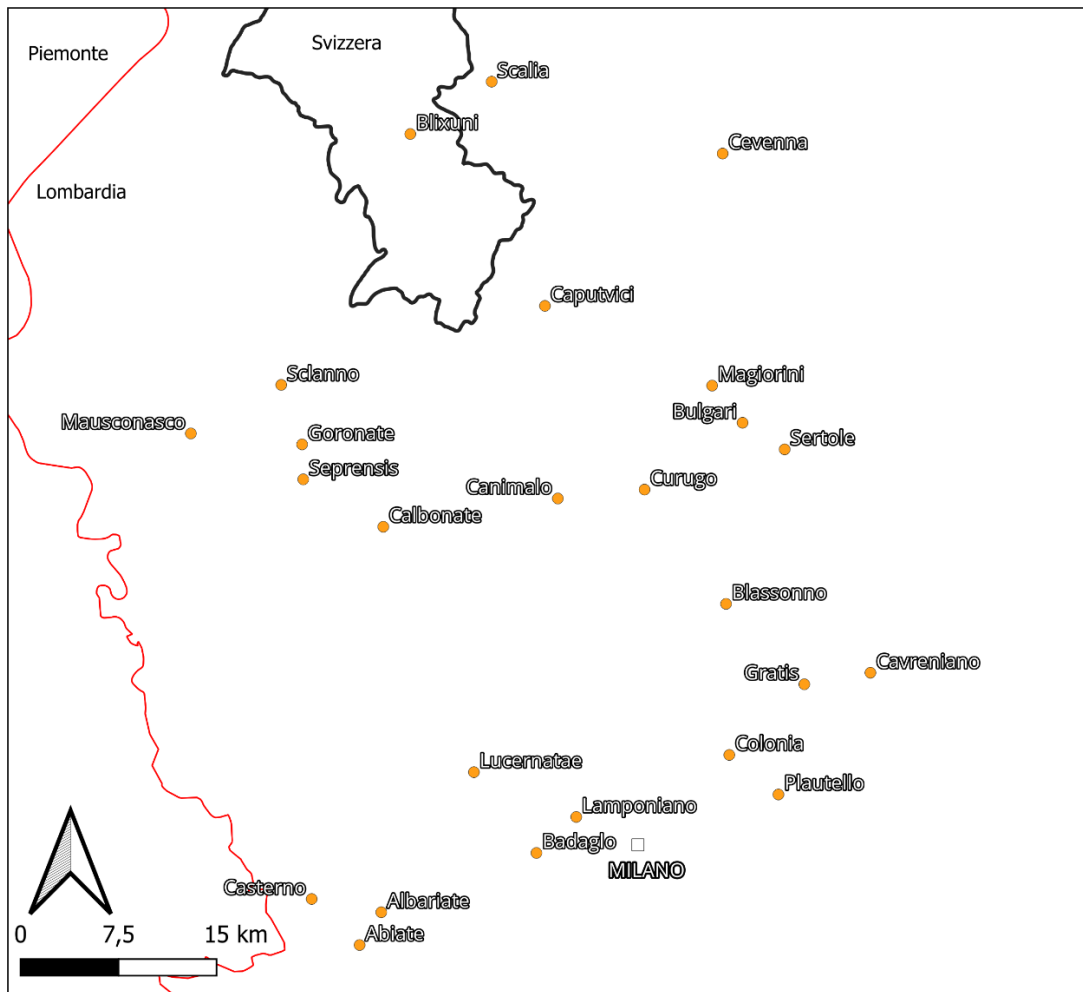 Piemonte
Svizzera
Scalia
Blixuni
Cevenna
Lombardia
Caputvici
Sclanno
Magiorini
Mausconasco
Bulgari
Goronate
Sertole
Seprensis
Canimalo
Curugo
Calbonate
Blassonno
Cavreniano
Gratis
Colonia
Lucernatae
Plautello
Lamponiano
Badaglo
MILANO
Casterno
Albariate
Abiate
0 7,5 15 km